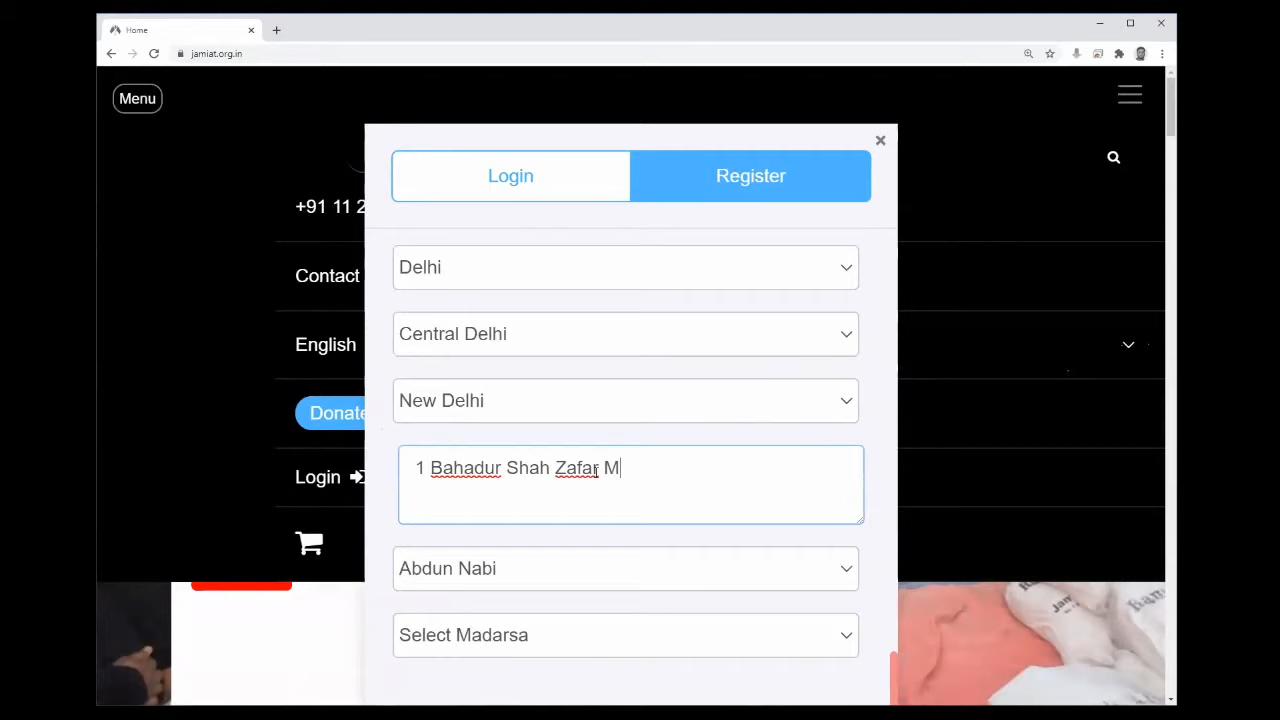 Home
jamiat.org.in
Menu
Login
Register
+91 11 2
Delhi
Contact
Central Delhi
English
New Delhi
Donate
1 Bahadur Shah Zafar M
Login
Abdun Nabi
Select Madarsa